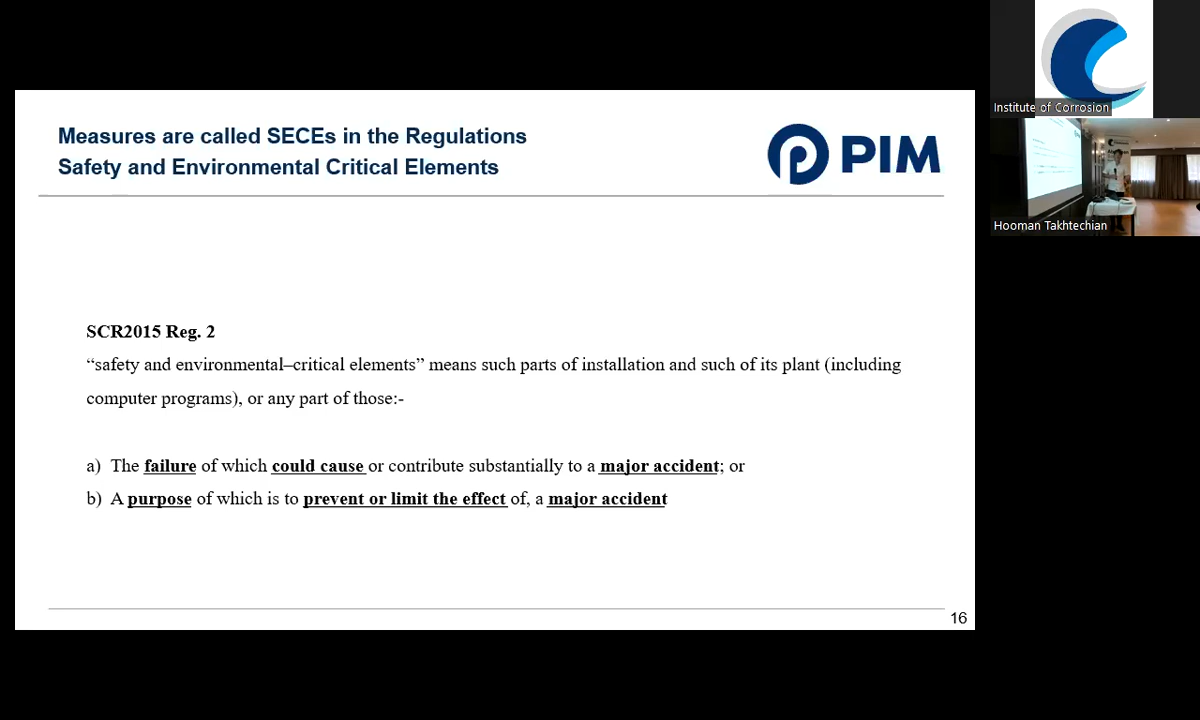 Measures are called SECEs in the Regulations
Safety and Environmental Critical Elements
PIM
SCR2015 Reg. 2
“safety and environmental–critical elements” means such parts of installation and such of its plant (including
computer programs), or any part of those:-
a) The failure of which could cause or contribute substantially to a major accident; or
b) A purpose of which is to prevent or limit the effect of, a major accident
16
Institute of Corrosion
Hooman Takhtechian